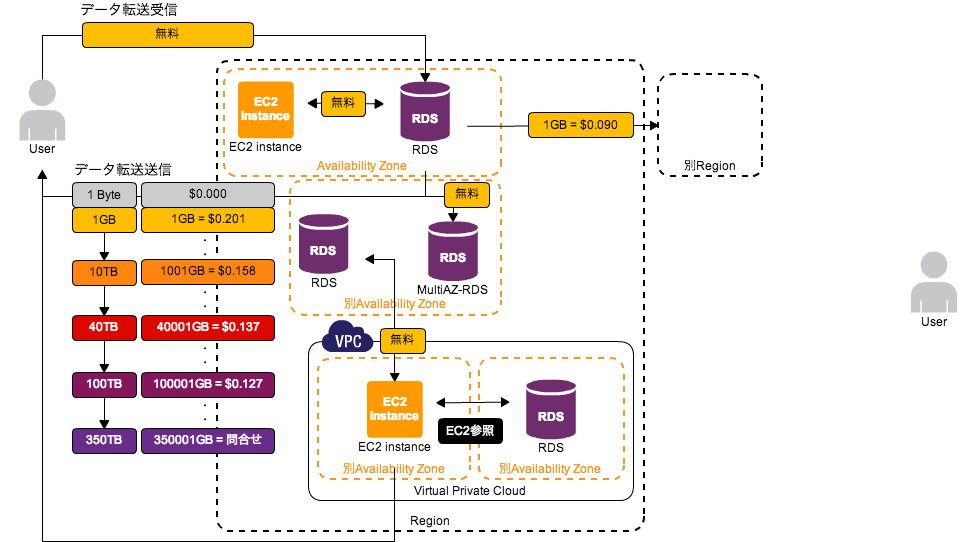 データ転送受信
無料
EC2
Instance
EC2 instance
無料
RDS
RDS
Availability Zone
1GB = $0.090
別Region
User
データ転送送信
1 Byte
$0.000
1GB
1GB = $0.201
.
.
10TB
1001GB = $0.158
.
.
40TB
40001GB = $0.137
.
.
100TB
100001GB = $0.127
.
.
350TB
350001GB = 問合せ
無料
RDS
RDS
RDS
MultiAZ-RDS
別Availability Zone
User
VPC
無料
EC2
Instance
EC2 instance
EC2参照
RDS
RDS
別Availability Zone
別Availability Zone
Virtual Private Cloud
Region